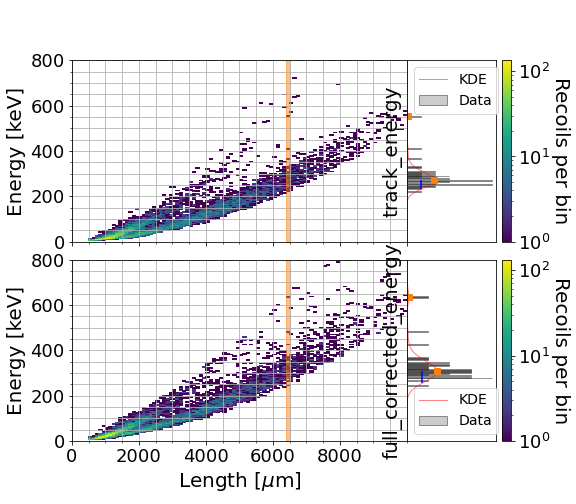 800
600
400
200
0
Energy [keV]
track_energy
KDE
Data
10²
10¹
10⁰
Recoils per bin
800
600
400
200
0
Energy [keV]
full_corrected_energy
KDE
Data
10²
10¹
10⁰
Recoils per bin
0
2000
4000
6000
8000
Length [μm]